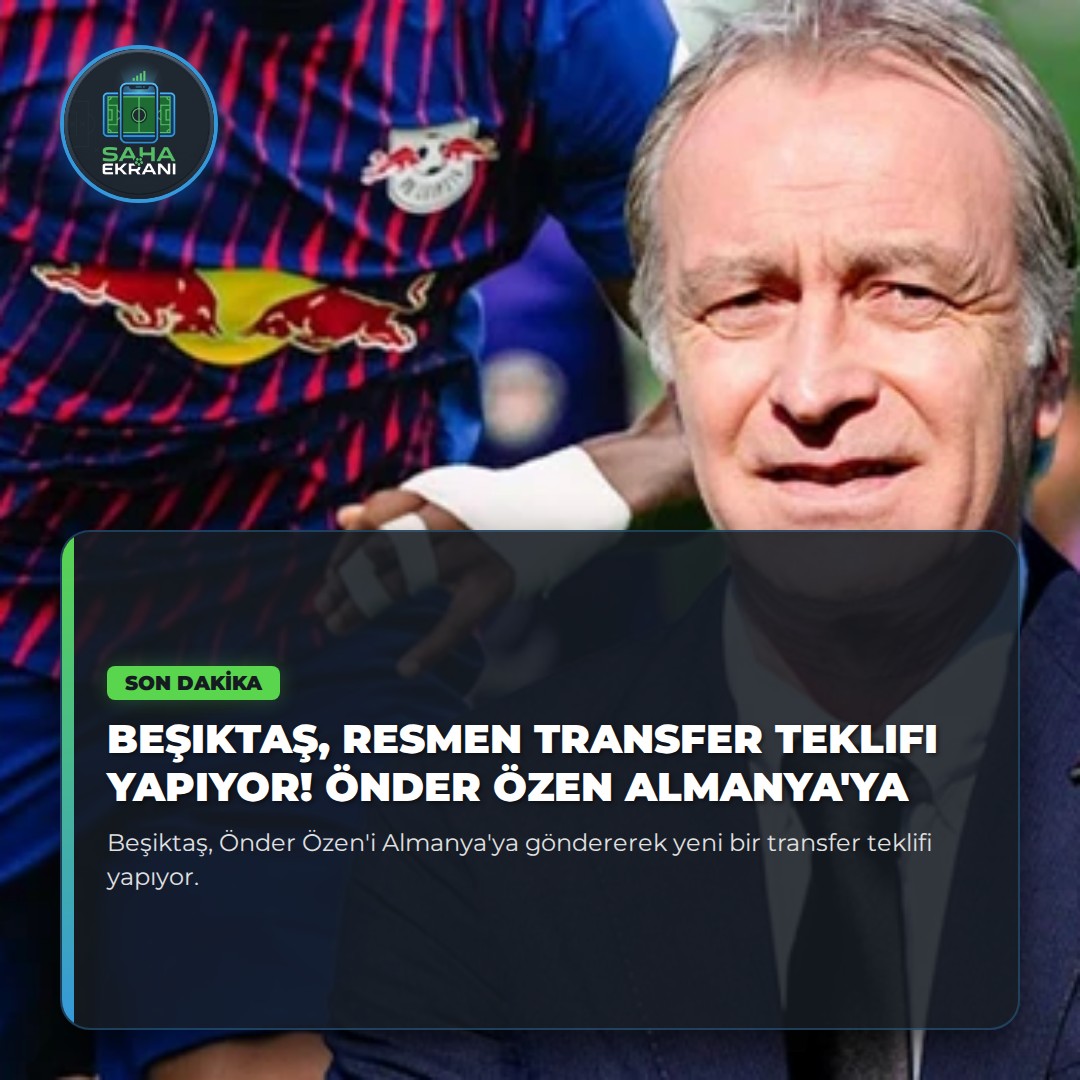 SAHA
EKRANI
SON DAKİKA
BEŞIKTAŞ, RESMEN TRANSFER TEKLIFI
YAPIYOR! ÖNDER ÖZEN ALMANYA'YA
Beşiktaş, Önder Özen'i Almanya'ya göndererek yeni bir transfer teklifi
yapıyor.